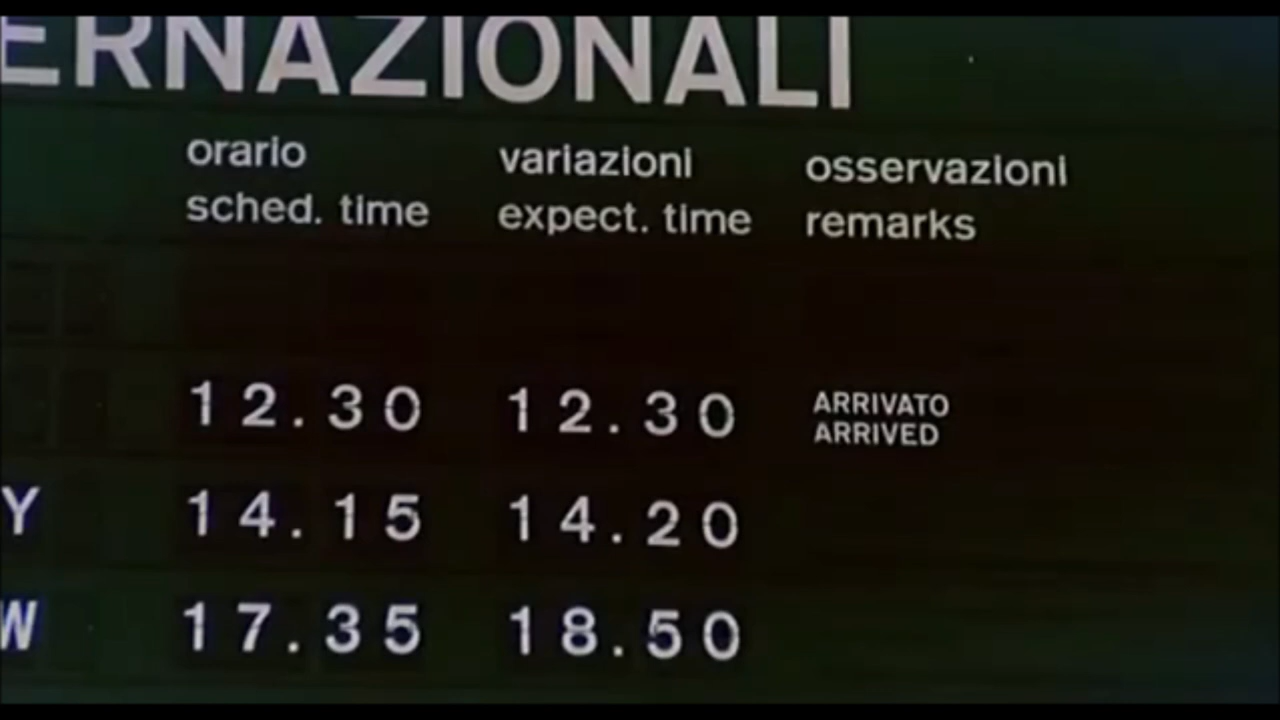 ERNAZIONALI
orario variazioni osservazioni
sched. time expect. time remarks
12.30 12.30 ARRIVATO
ARRIVED
Y 14.15 14.20
W 17.35 18.50